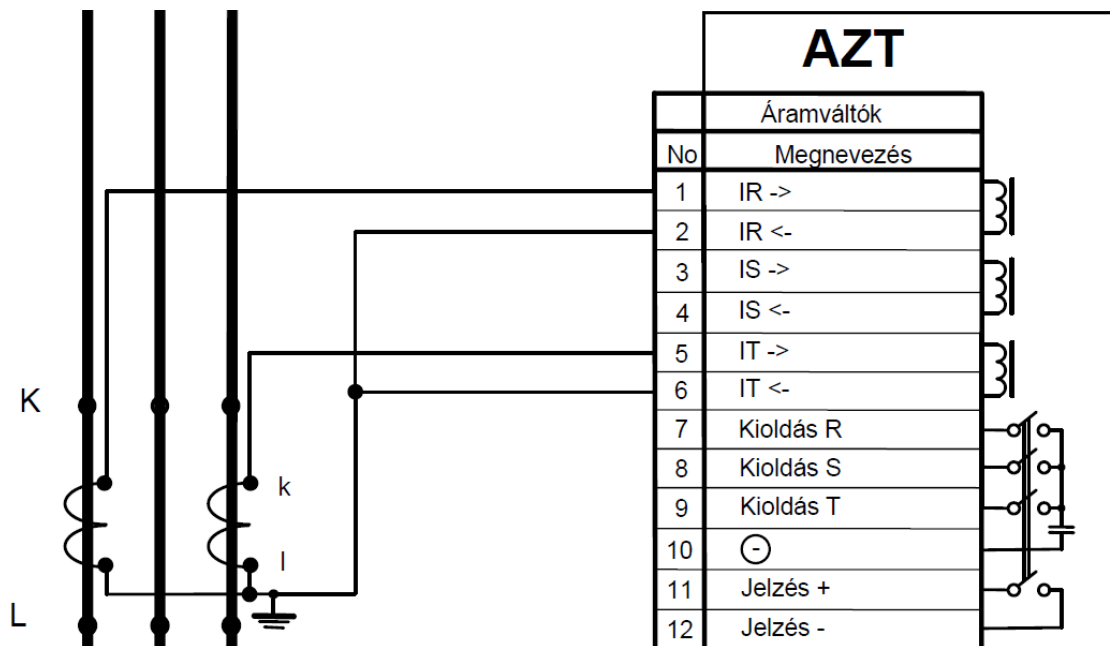 AZT
Áramváltók
No Megnevezés
1 IR ->
2 IR <-
3 IS ->
4 IS <-
5 IT ->
6 IT <-
7 Kioldás R
8 Kioldás S
9 Kioldás T
10 -
11 Jelzés +
12 Jelzés -
K
k
l
L